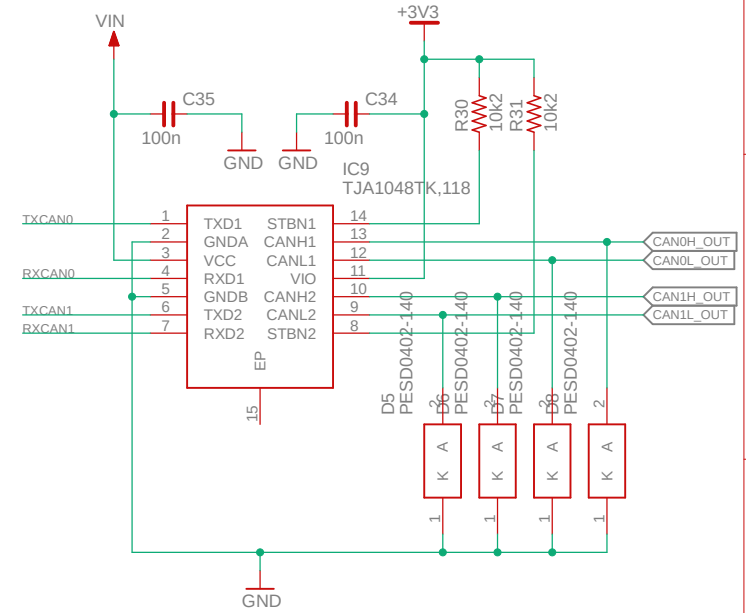 VIN
+3V3
C35
100n
GND
C34
100n
GND
R30
10k2
R31
10k2
IC9
TJA1048TK,118
TXCAN0
1
TXD1
STBN1
14
2
GNDA
CANH1
13
CAN0H_OUT
3
VCC
CANL1
12
CAN0L_OUT
RXCAN0
4
RXD1
VIO
11
5
GNDB
CANH2
10
CAN1H_OUT
TXCAN1
6
TXD2
CANL2
9
CAN1L_OUT
RXCAN1
7
RXD2
STBN2
8
EP
15
D5
PESD0402-140
D6
PESD0402-140
D7
PESD0402-140
D8
PESD0402-140
2
2
2
2
A
A
A
A
K
K
K
K
1
1
1
1
GND